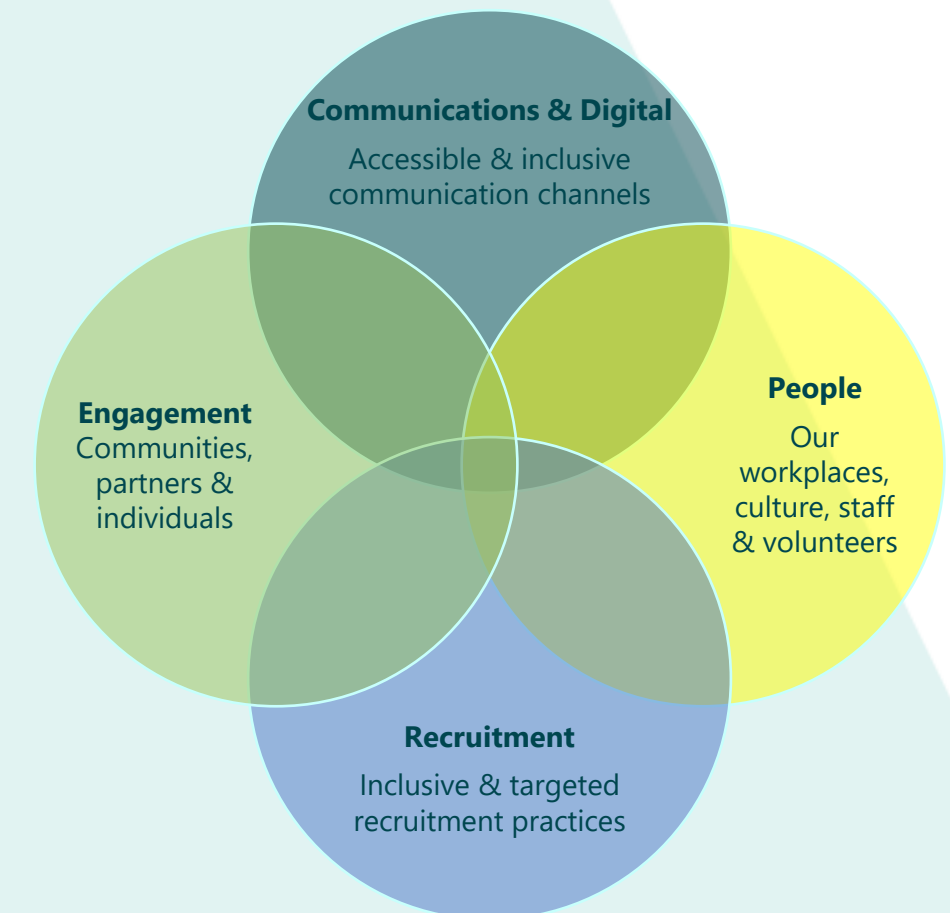 Communications & Digital
Accessible & inclusive
communication channels
Engagement
Communities,
partners &
individuals
People
Our
workplaces,
culture, staff
& volunteers
Recruitment
Inclusive & targeted
recruitment practices